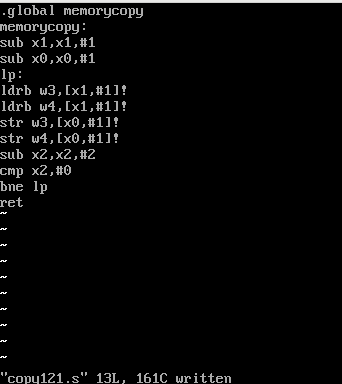 .global memorycopy
memorycopy:
sub x1,x1,#1
sub x0,x0,#1
lp:
ldrb w3,[x1,#1]!
ldrb w4,[x1,#1]!
str w3,[x0,#1]!
str w4,[x0,#1]!
sub x2,x2,#2
cmp x2,#0
bne lp
ret
~
~
~
~
~
~
~
~
~
~
"copy121.s" 13L, 161C written